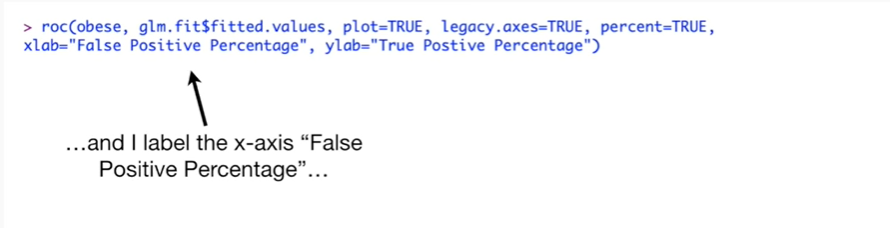 > roc(obese, glm.fit$fitted.values, plot=TRUE, legacy.axes=TRUE, percent=TRUE,
xlab="False Positive Percentage", ylab="True Postive Percentage")
…and I label the x-axis “False
Positive Percentage”…